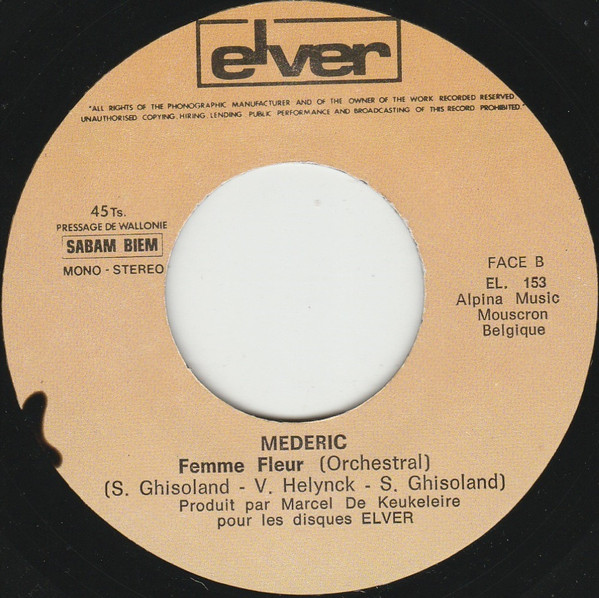 elver
"ALL RIGHTS OF THE PHONOGRAPHIC MANUFACTURER AND OF THE OWNER OF THE WORK RECORDED RESERVED.
UNAUTHORISED COPYING, HIRING, LENDING, PUBLIC PERFORMANCE AND BROADCASTING OF THIS RECORD PROHIBITED."
45Ts.
PRESSAGE DE WALLONIE
SABAM BIEM
MONO - STEREO
FACE B
EL. 153
Alpina Music
Mouscron
Belgique
MEDERIC
Femme Fleur (Orchestral)
(S. Ghisoland - V. Helynck - S. Ghisoland)
Produit par Marcel De Keukeleire
pour les disques ELVER